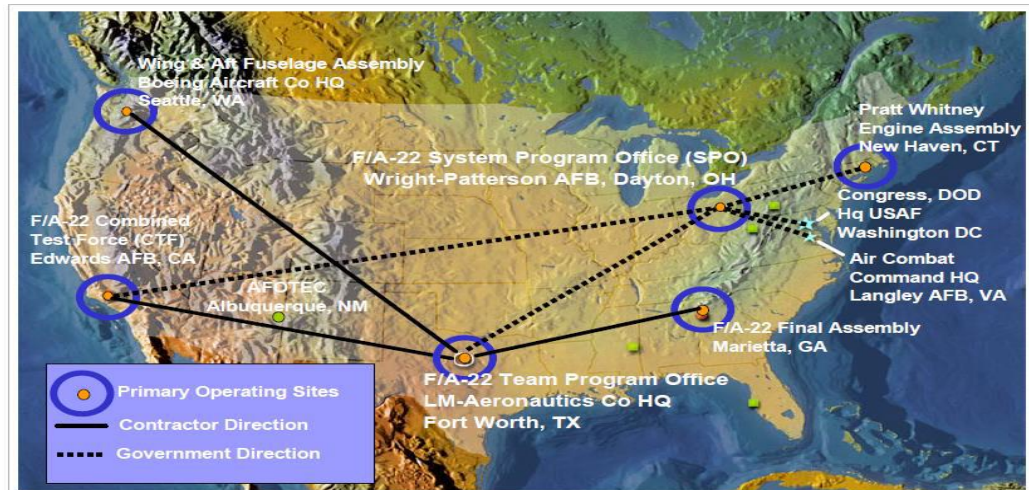 Wing & Aft Fuselage Assembly
Boeing Aircraft Co HQ
Seattle, WA
Pratt Whitney
Engine Assembly
New Haven, CT
F/A-22 System Program Office (SPO)
Wright-Patterson AFB, Dayton, OH
Congress, DOD
Hq USAF
Washington DC
F/A-22 Combined
Test Force (CTF)
Edwards AFB, CA
Air Combat
Command HQ
Langley AFB, VA
AFOTEC
Albuquerque, NM
F/A-22 Final Assembly
Marietta, GA
F/A-22 Team Program Office
LM-Aeronautics Co HQ
Fort Worth, TX
Primary Operating Sites
Contractor Direction
Government Direction